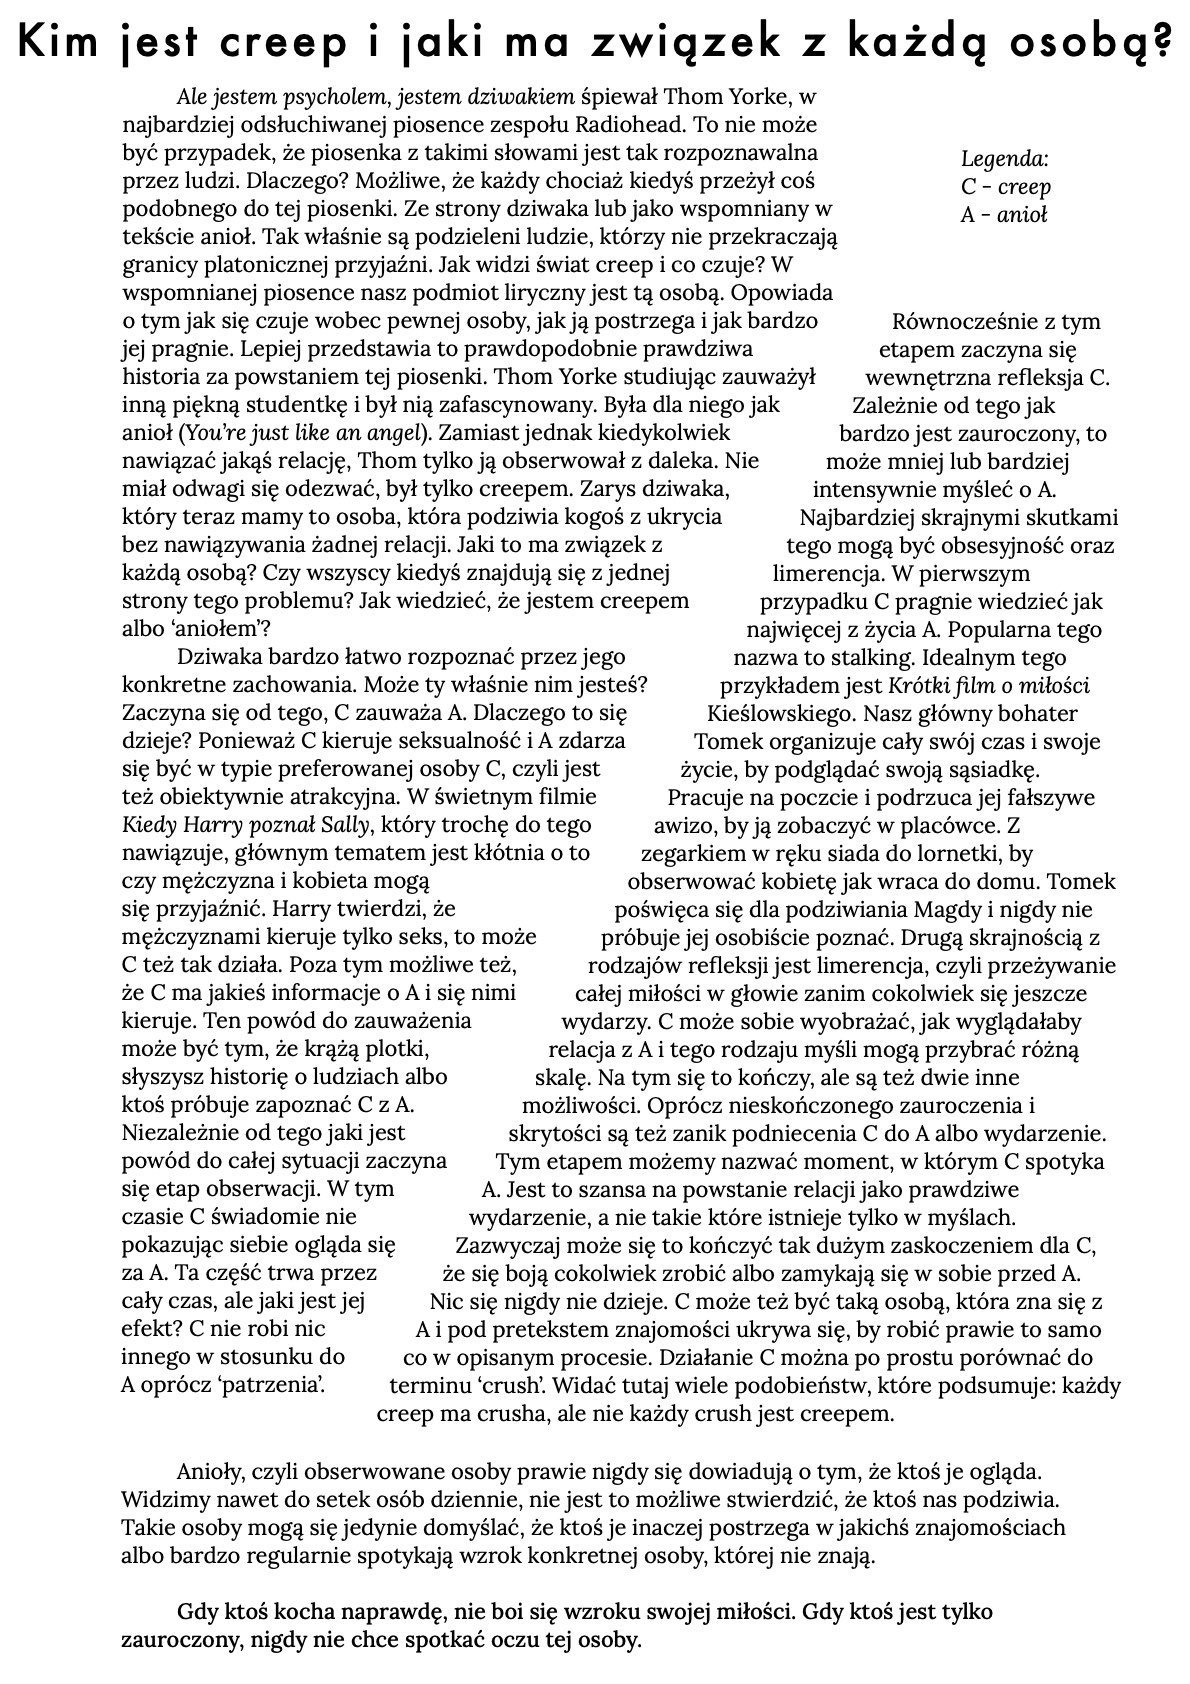 Kim jest creep i jaki ma związek z każdą osobą?
Ale jestem psycholem, jestem dziwakiem śpiewał Thom Yorke, w
najbardziej odsłuchiwanej piosence zespołu Radiohead. To nie może
być przypadek, że piosenka z takimi słowami jest tak rozpoznawalna
przez ludzi. Dlaczego? Możliwe, że każdy chociaż kiedyś przeżył coś
podobnego do tej piosenki. Ze strony dziwaka lub jako wspomniany w
tekście anioł. Tak właśnie są podzieleni ludzie, którzy nie przekraczają
granicy platonicznej przyjaźni. Jak widzi świat creep i co czuje? W
wspomnianej piosence nasz podmiot liryczny jest tą osobą. Opowiada
o tym jak się czuje wobec pewnej osoby, jak ją postrzega i jak bardzo
jej pragnie. Lepiej przedstawia to prawdopodobnie prawdziwa
historia za powstaniem tej piosenki. Thom Yorke studiując zauważył
inną piękną studentkę i był nią zafascynowany. Była dla niego jak
anioł (You're just like an angel). Zamiast jednak kiedykolwiek
nawiązać jakąś relację, Thom tylko ją obserwował z daleka. Nie
miał odwagi się odezwać, był tylko creepem. Zarys dziwaka,
który teraz mamy to osoba, która podziwia kogoś z ukrycia
bez nawiązywania żadnej relacji. Jaki to ma związek z
każdą osobą? Czy wszyscy kiedyś znajdują się z jednej
strony tego problemu? Jak wiedzieć, że jestem creepem
albo ‘aniołem’?
Dziwaka bardzo łatwo rozpoznać przez jego
konkretne zachowania. Może ty właśnie nim jesteś?
Zaczyna się od tego, C zauważa A. Dlaczego to się
dzieje? Ponieważ C kieruje seksualność i A zdarza
się być w typie preferowanej osoby C, czyli jest
też obiektywnie atrakcyjna. W świetnym filmie
Kiedy Harry poznał Sally, który trochę do tego
nawiązuje, głównym tematem jest kłótnia o to
czy mężczyzna i kobieta mogą
się przyjaźnić. Harry twierdzi, że
mężczyznami kieruje tylko seks, to może
C też tak działa. Poza tym możliwe też,
że C ma jakieś informacje o A i się nimi
kieruje. Ten powód do zauważenia
może być tym, że krążą plotki,
słyszysz historię o ludziach albo
ktoś próbuje zapoznać C z A.
Niezależnie od tego jaki jest
powód do całej sytuacji zaczyna
się etap obserwacji. W tym
czasie C świadomie nie
pokazując siebie ogląda się
za A. Ta część trwa przez
cały czas, ale jaki jest jej
efekt? C nie robi nic
innego w stosunku do
A oprócz ‘patrzenia’.
Legenda:
C - creep
A - anioł
Równocześnie z tym
etapem zaczyna się
wewnętrzna refleksja C.
Zależnie od tego jak
bardzo jest zauroczony, to
może mniej lub bardziej
intensywnie myśleć o A.
Najbardziej skrajnymi skutkami
tego mogą być obsesyjność oraz
limerencja. W pierwszym
przypadku C pragnie wiedzieć jak
najwięcej z życia A. Popularna tego
nazwa to stalking. Idealnym tego
przykładem jest Krótki film o miłości
Kieślowskiego. Nasz główny bohater
Tomek organizuje cały swój czas i swoje
życie, by podglądać swoją sąsiadkę.
Pracuje na poczcie i podrzuca jej fałszywe
awizo, by ją zobaczyć w placówce. Z
zegarkiem w ręku siada do lornetki, by
obserwować kobietę jak wraca do domu. Tomek
poświęca się dla podziwiania Magdy i nigdy nie
próbuje jej osobiście poznać. Drugą skrajnością z
rodzajów refleksji jest limerencja, czyli przeżywanie
całej miłości w głowie zanim cokolwiek się jeszcze
wydarzy. C może sobie wyobrażać, jak wyglądałaby
relacja z A i tego rodzaju myśli mogą przybrać różną
skalę. Na tym się to kończy, ale są też dwie inne
możliwości. Oprócz nieskończonego zauroczenia i
skrytości są też zanik podniecenia C do A albo wydarzenie.
Tym etapem możemy nazwać moment, w którym C spotyka
A. Jest to szansa na powstanie relacji jako prawdziwe
wydarzenie, a nie takie które istnieje tylko w myślach.
Zazwyczaj może się to kończyć tak dużym zaskoczeniem dla C,
że się boją cokolwiek zrobić albo zamykają się w sobie przed A.
Nic się nigdy nie dzieje. C może też być taką osobą, która zna się z
A i pod pretekstem znajomości ukrywa się, by robić prawie to samo
co w opisanym procesie. Działanie C można po prostu porównać do
terminu ‘crush’. Widać tutaj wiele podobieństw, które podsumuje: każdy
creep ma crusha, ale nie każdy crush jest creepem.
Anioły, czyli obserwowane osoby prawie nigdy się dowiadują o tym, że ktoś je ogląda.
Widzimy nawet do setek osób dziennie, nie jest to możliwe stwierdzić, że ktoś nas podziwia.
Takie osoby mogą się jedynie domyślać, że ktoś je inaczej postrzega w jakichś znajomościach
albo bardzo regularnie spotykają wzrok konkretnej osoby, której nie znają.
Gdy ktoś kocha naprawdę, nie boi się wzroku swojej miłości. Gdy ktoś jest tylko
zauroczony, nigdy nie chce spotkać oczu tej osoby.